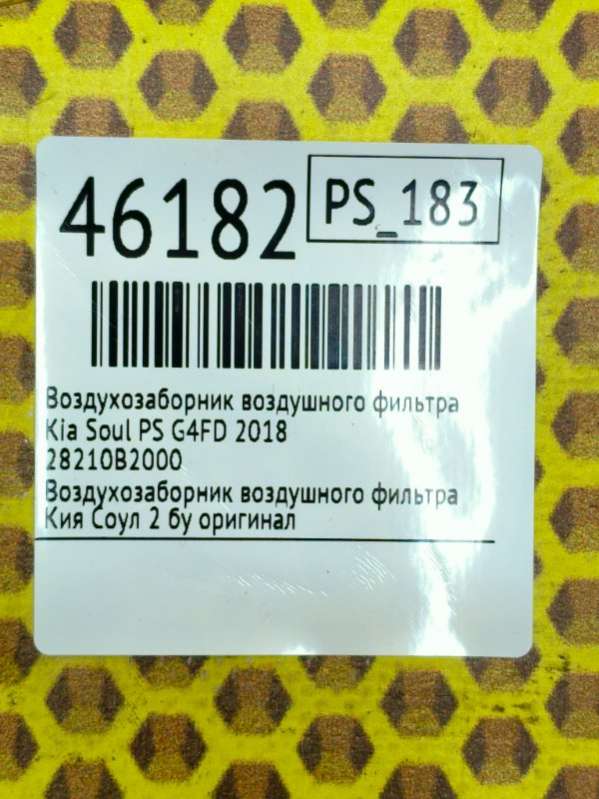 46182
PS_183
Воздухозаборник воздушного фильтра
Kia Soul PS G4FD 2018
28210B2000
Воздухозаборник воздушного фильтра
Кия Соул 2 бу оригинал